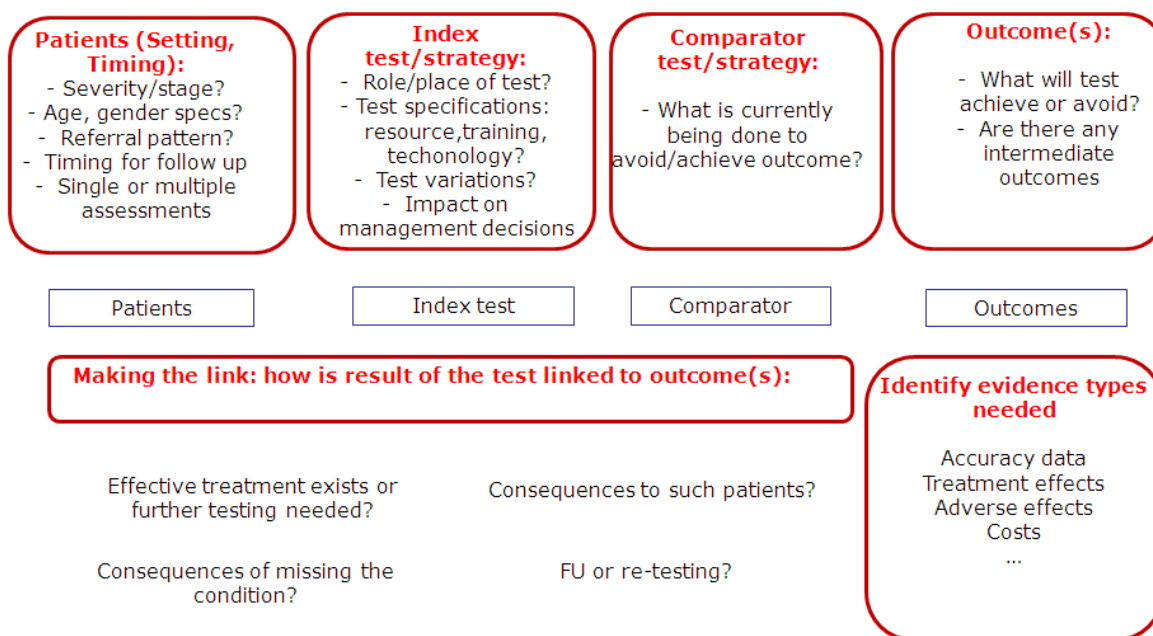 Patients (Setting,
Timing):
- Severity/stage?
- Age, gender specs?
- Referral pattern?
- Timing for follow up
- Single or multiple
assessments
Index
test/strategy:
- Role/place of test?
- Test specifications:
resource,training,
techonology?
- Test variations?
- Impact on
management decisions
Comparator
test/strategy:
- What is currently
being done to
avoid/achieve outcome?
Outcome(s):
- What will test
achieve or avoid?
- Are there any
intermediate
outcomes
Patients
Index test
Comparator
Outcomes
Making the link: how is result of the test linked to outcome(s):
Effective treatment exists or
further testing needed?
Consequences to such patients?
Consequences of missing the
condition?
FU or re-testing?
Identify evidence types
needed
Accuracy data
Treatment effects
Adverse effects
Costs
...